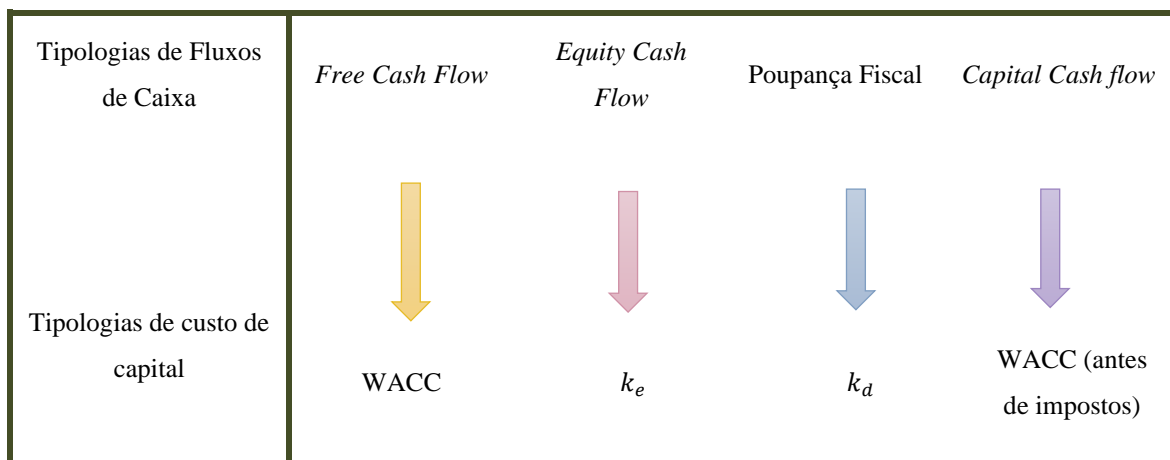 Tipologias de Fluxos
de Caixa
Free Cash Flow
Equity Cash
Flow
Poupança Fiscal
Capital Cash flow
Tipologias de custo de
capital
WACC
k_e
k_d
WACC (antes
de impostos)